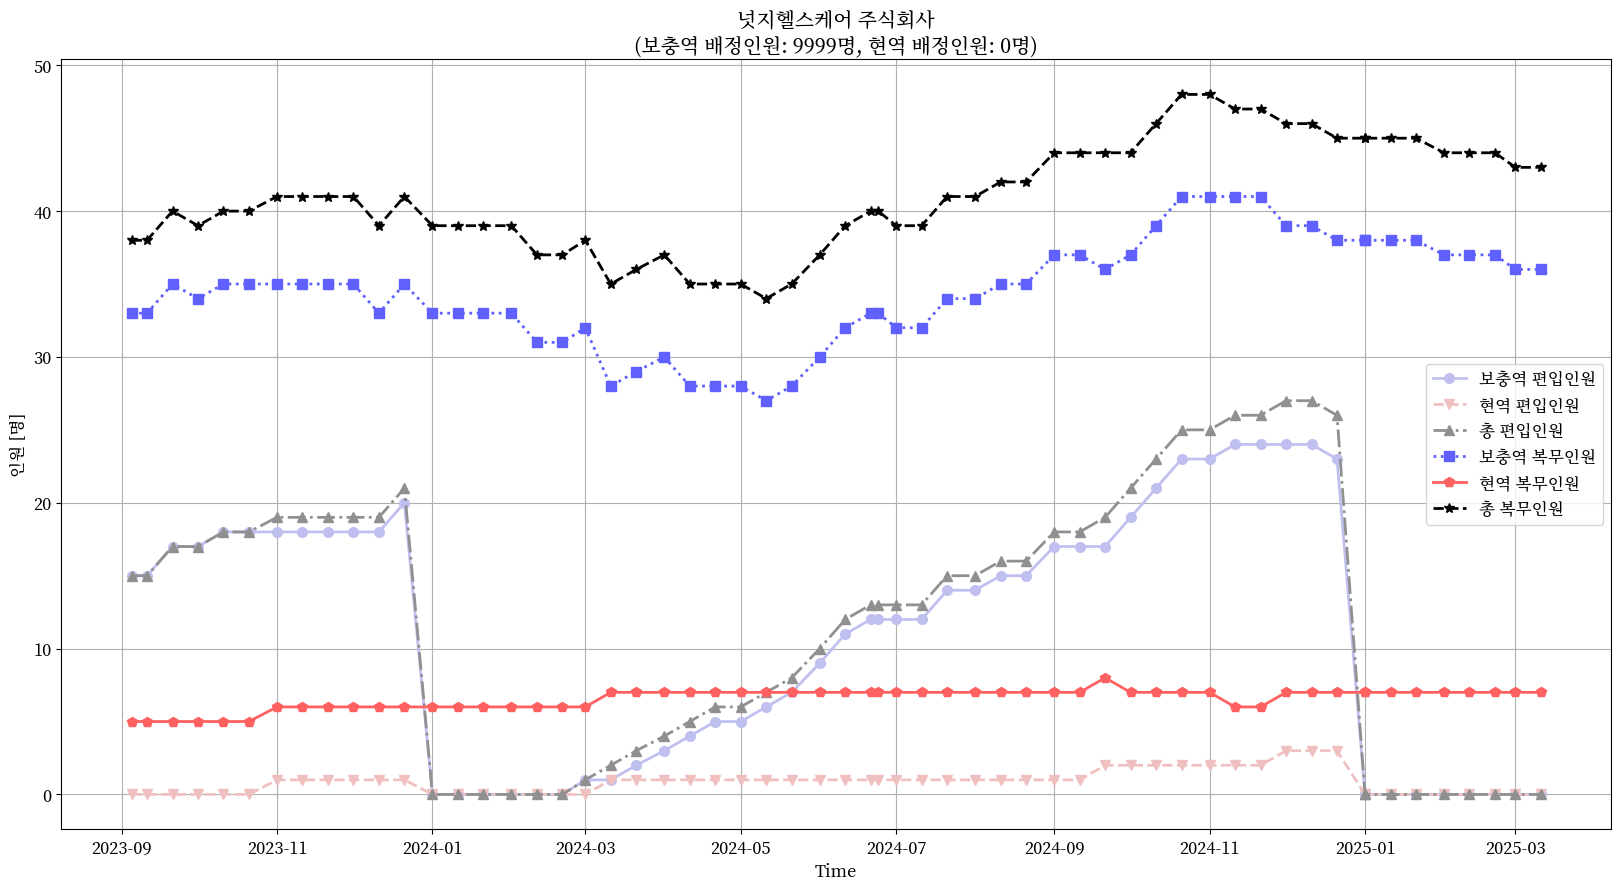 넛지헬스케어 주식회사
(보충역 배정인원: 9999명, 현역 배정인원: 0명)
인원 [명]
50
40
30
20
10
0
보충역 편입인원
현역 편입인원
총 편입인원
보충역 복무인원
현역 복무인원
총 복무인원
2023-09
2023-11
2024-01
2024-03
2024-05
2024-07
2024-09
2024-11
2025-01
2025-03
Time